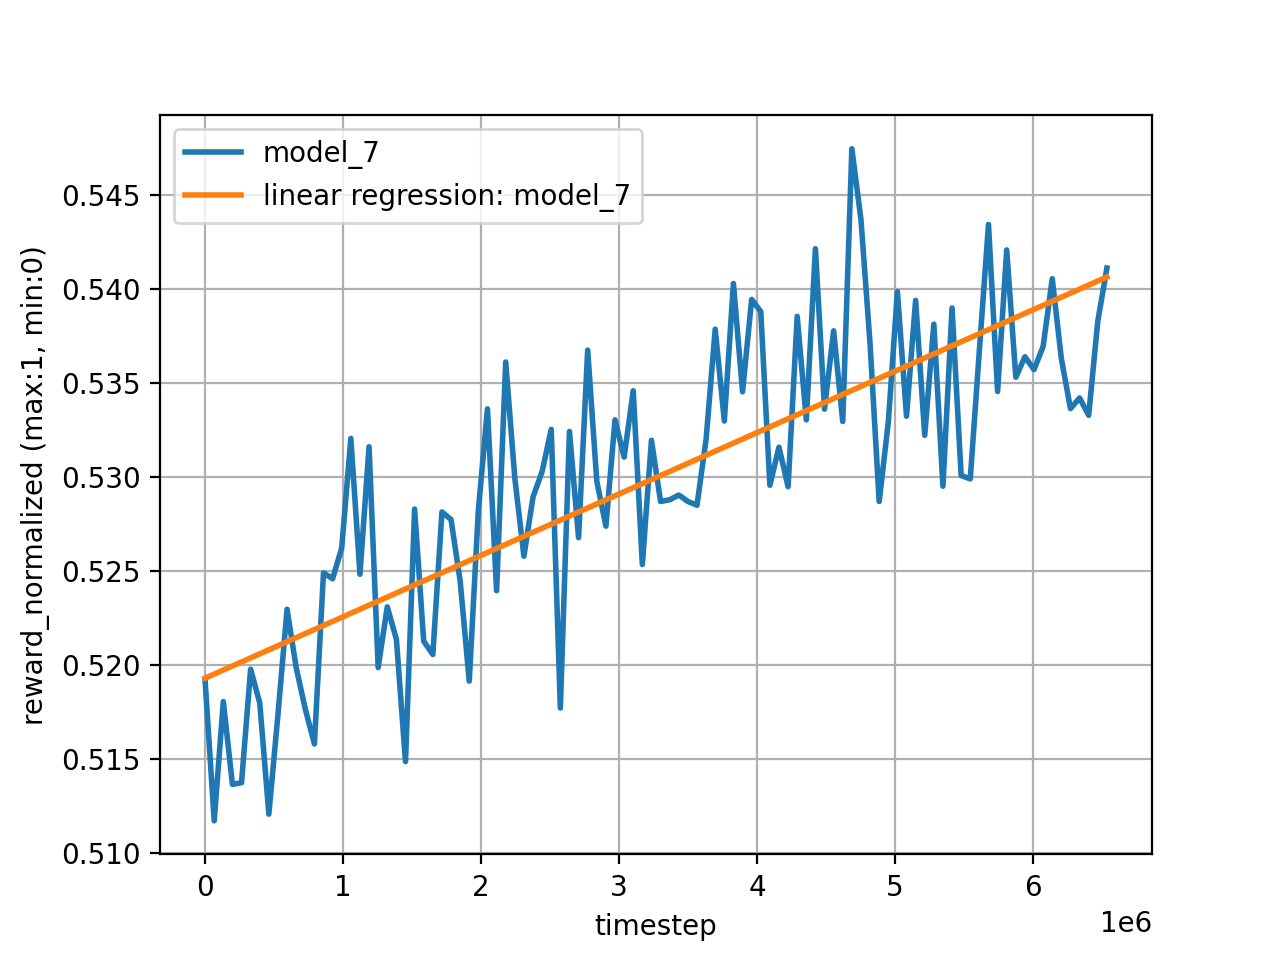 model_7
linear regression: model_7
reward_normalized (max:1, min:0)
0.545
0.540
0.535
0.530
0.525
0.520
0.515
0.510
0 1 2 3 4 5 6
1e6
timestep